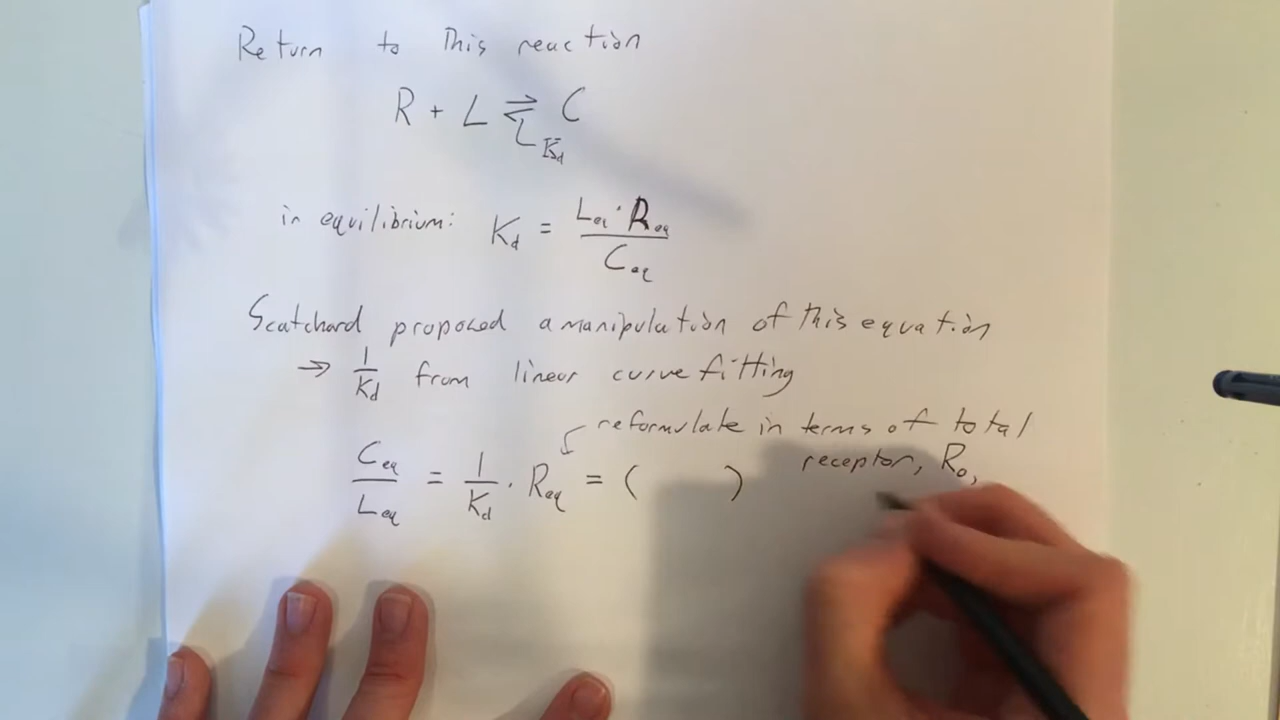 Return to this reaction
R + L ⇌ C
Kd
in equilibrium: Kd = Leq · Req / Ceq
Scatchard proposed a manipulation of this equation
→ 1/Kd from linear curve fitting
reformulate in terms of total
receptor, R0,
Ceq / Leq = 1/Kd · Req = ( )